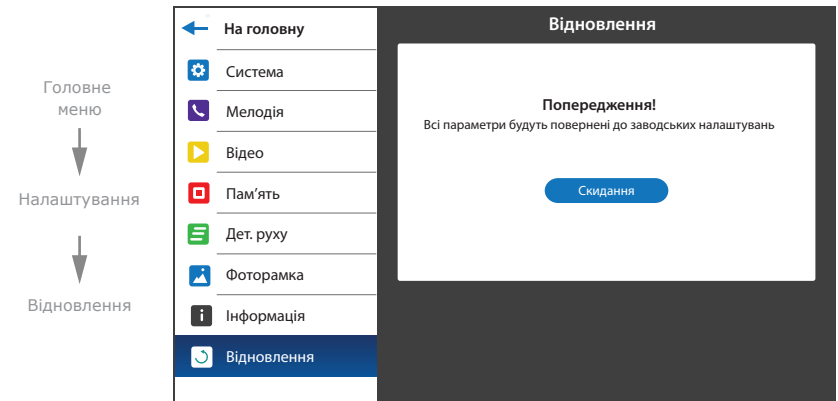 Головне
меню
Налаштування
Відновлення
На головну
Система
Мелодія
Відео
Пам'ять
Дет. руху
Фоторамка
Інформація
Відновлення
Відновлення
Попередження!
Всі параметри будуть повернені до заводських налаштувань
Скидання